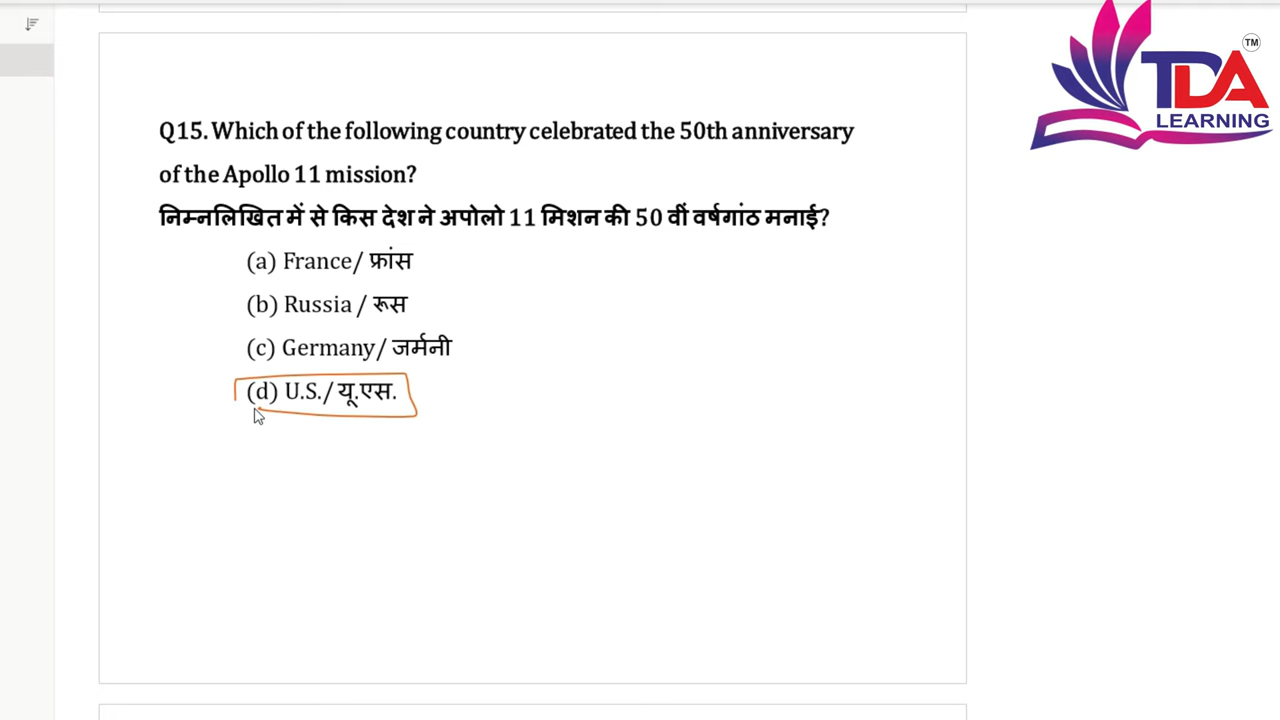 TDA TM
LEARNING
Q15. Which of the following country celebrated the 50th anniversary
of the Apollo 11 mission?
निम्नलिखित में से किस देश ने अपोलो 11 मिशन की 50 वीं वर्षगांठ मनाई?
(a) France/ फ्रांस
(b) Russia / रूस
(c) Germany/ जर्मनी
(d) U.S./ यू.एस.